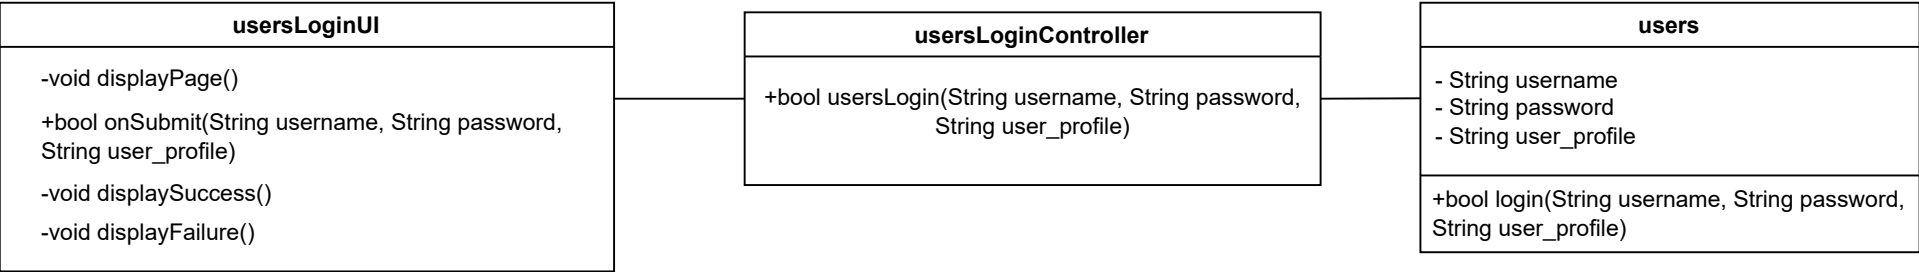 usersLoginUI
-void displayPage()
+bool onSubmit(String username, String password,
String user_profile)
-void displaySuccess()
-void displayFailure()
usersLoginController
+bool usersLogin(String username, String password,
String user_profile)
users
- String username
- String password
- String user_profile
+bool login(String username, String password,
String user_profile)